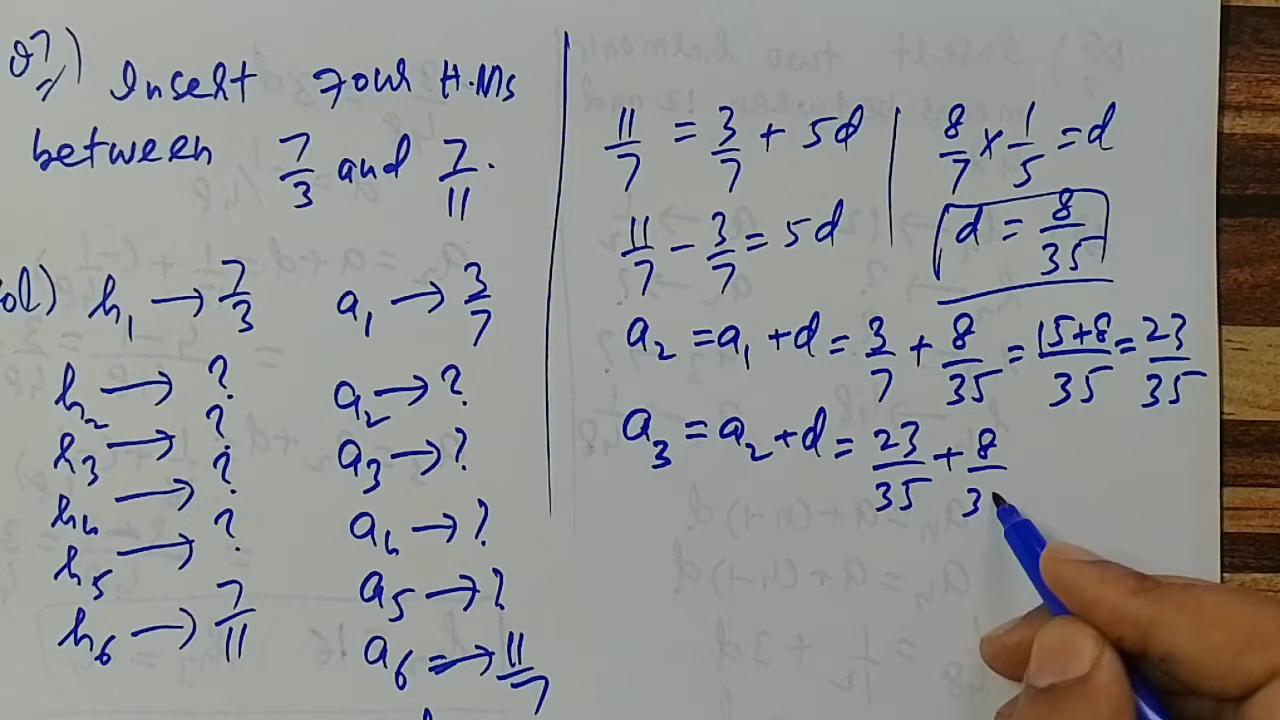 Q7) Insert four H.Ms
between 7/3 and 7/11.
Sol) h₁ → 7/3 a₁ → 3/7
h₂ → ? a₂ → ?
h₃ → ? a₃ → ?
h₄ → ? a₄ → ?
h₅ → ? a₅ → ?
h₆ → 7/11 a₆ → 11/7
11/7 = 3/7 + 5d
11/7 - 3/7 = 5d
8/7 × 1/5 = d
d = 8/35
a₂ = a₁ + d = 3/7 + 8/35 = 15+8/35 = 23/35
a₃ = a₂ + d = 23/35 + 8/3